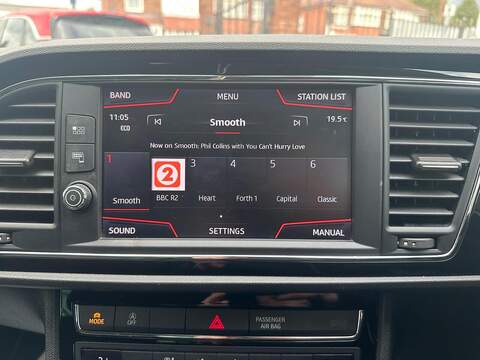 BAND MENU STATION LIST
11:05 Smooth 19.5°C
ECO
Now on Smooth: Phil Collins with You Can't Hurry Love
1 2 3 4 5 6
Smooth BBC R2 Heart Forth 1 Capital Classic
SOUND SETTINGS MANUAL
MODE A OFF PASSENGER
AIR BAG